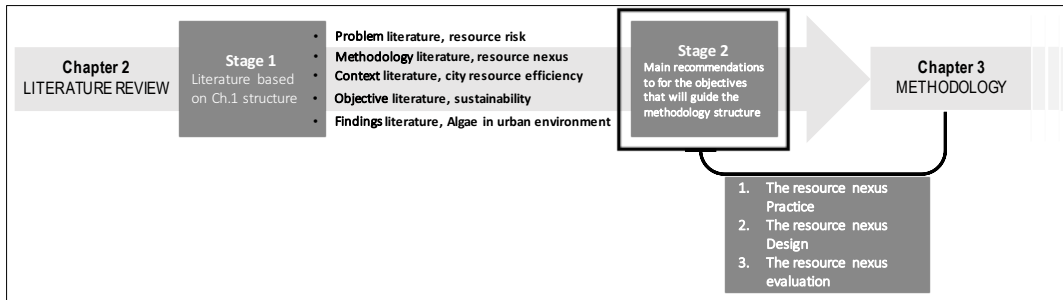 Chapter 2
LITERATURE REVIEW
Stage 1
Literature based
on Ch.1 structure
• Problem literature, resource risk
• Methodology literature, resource nexus
• Context literature, city resource efficiency
• Objective literature, sustainability
• Findings literature, Algae in urban environment
Stage 2
Main recommendations
to for the objectives
that will guide the
methodology structure
Chapter 3
METHODOLOGY
1. The resource nexus
Practice
2. The resource nexus
Design
3. The resource nexus
evaluation